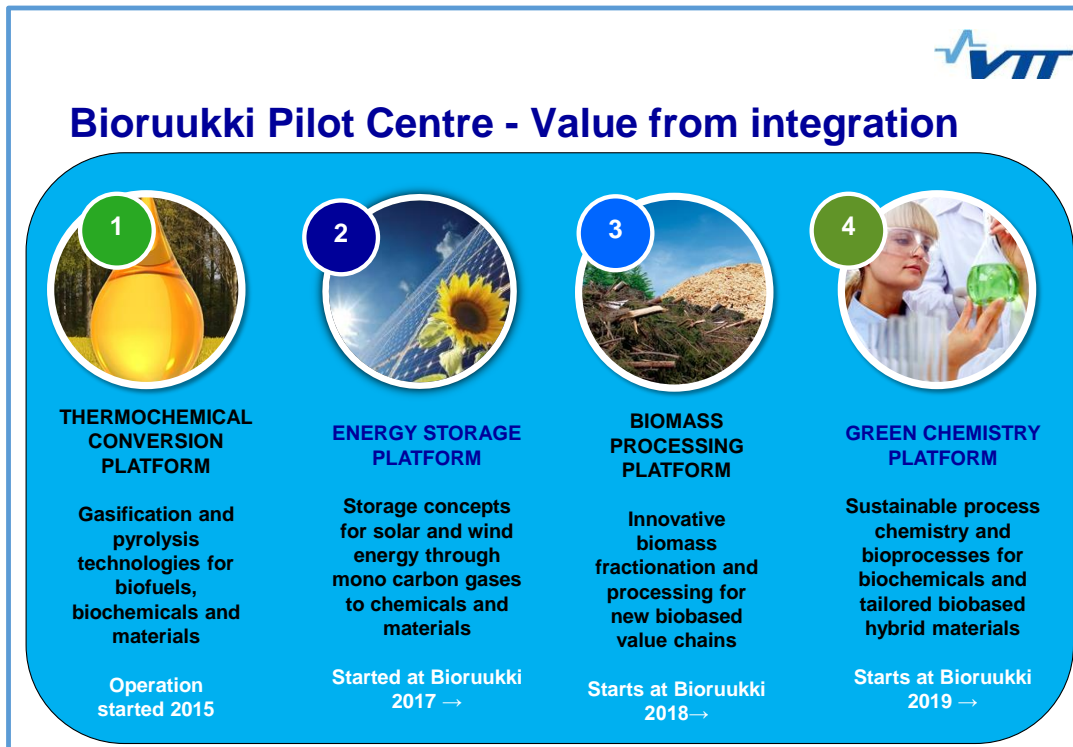 VTT
Bioruukki Pilot Centre - Value from integration
1
THERMOCHEMICAL
CONVERSION
PLATFORM
Gasification and
pyrolysis
technologies for
biofuels,
biochemicals and
materials
Operation
started 2015
2
ENERGY STORAGE
PLATFORM
Storage concepts
for solar and wind
energy through
mono carbon gases
to chemicals and
materials
Started at Bioruukki
2017 →
3
BIOMASS
PROCESSING
PLATFORM
Innovative
biomass
fractionation and
processing for
new biobased
value chains
Starts at Bioruukki
2018→
4
GREEN CHEMISTRY
PLATFORM
Sustainable process
chemistry and
bioprocesses for
biochemicals and
tailored biobased
hybrid materials
Starts at Bioruukki
2019 →